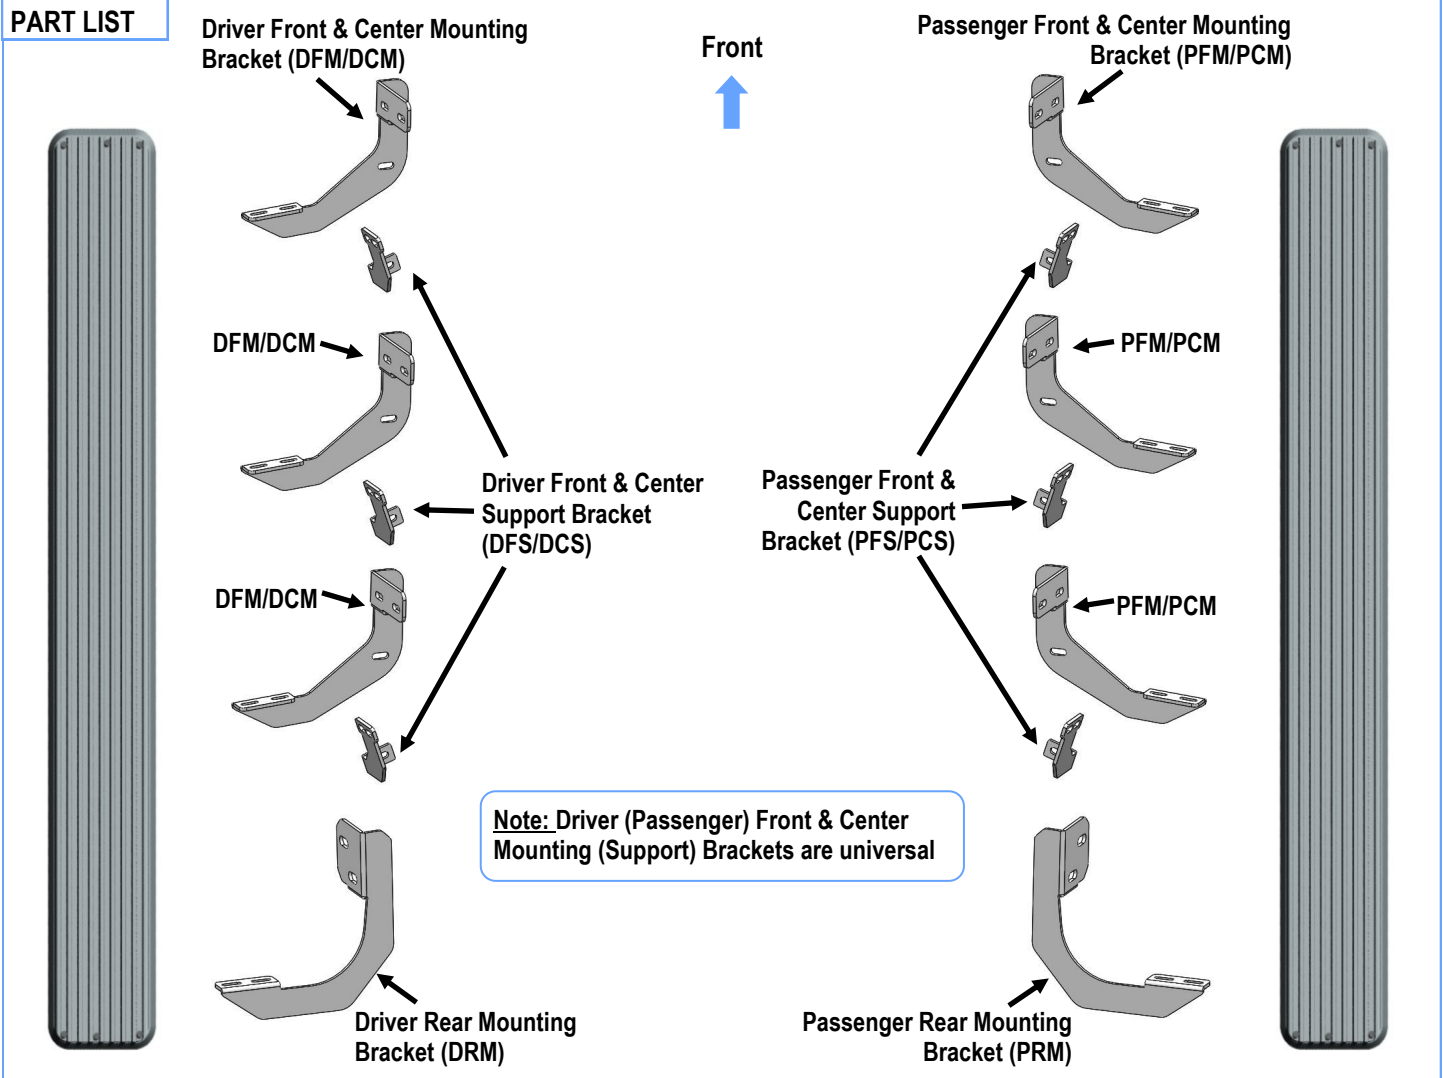 PART LIST
Driver Front & Center Mounting
Bracket (DFM/DCM)
Front
Passenger Front & Center Mounting
Bracket (PFM/PCM)
DFM/DCM
PFM/PCM
Driver Front & Center
Support Bracket
(DFS/DCS)
Passenger Front &
Center Support
Bracket (PFS/PCS)
DFM/DCM
PFM/PCM
Note: Driver (Passenger) Front & Center
Mounting (Support) Brackets are universal
Driver Rear Mounting
Bracket (DRM)
Passenger Rear Mounting
Bracket (PRM)